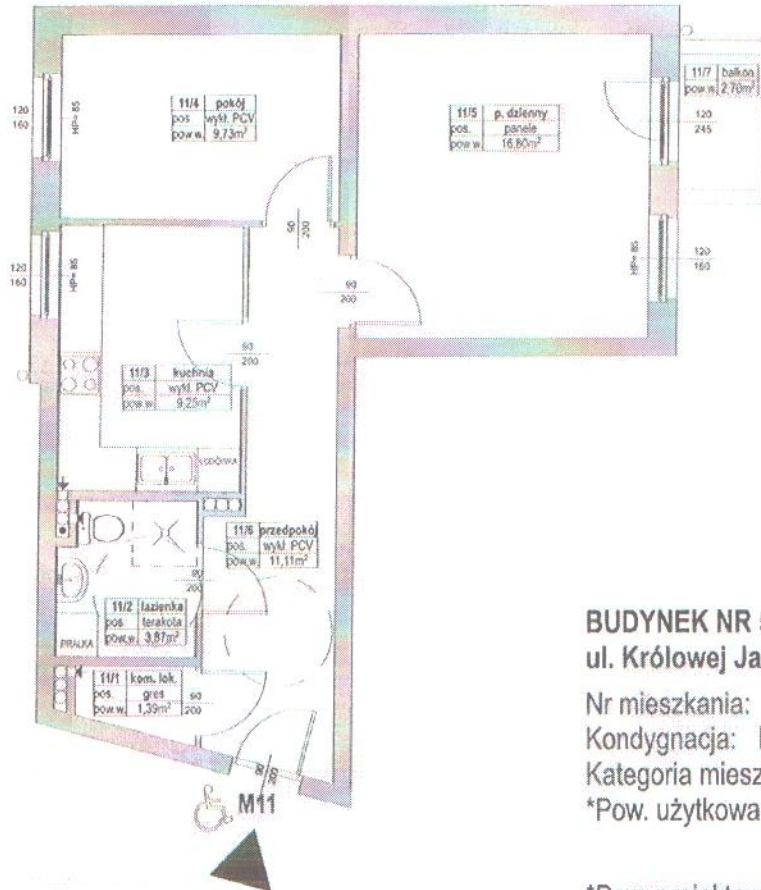 11/4 pokój
pos. wykł. PCV
pow.w. 9,73m²
11/5 p. dzienny
pos. panele
pow.w. 16,80m²
11/7 balkon
pow.w. 2,70m²
120
160
HP= 85
120
245
120
160
HP= 85
120
160
HP= 85
90
200
90
200
90
200
11/3 kuchnia
pos. wykł. PCV
pow.w. 9,25m²
LODÓWKA
11/6 przedpokój
pos. wykł. PCV
pow.w. 11,11m²
90
200
11/2 łazienka
pos. terakota
pow.w. 3,87m²
PRALKA
11/1 kom. lok.
pos. gres
pow.w. 1,39m²
90
200
90
200
M11
BUDYNEK NR
ul. Królowej Ja
Nr mieszkania:
Kondygnacja:
Kategoria miesz
*Pow. użytkowa